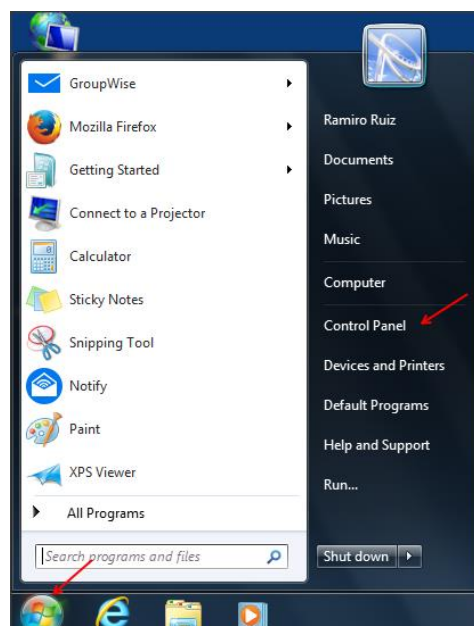 GroupWise
Mozilla Firefox
Getting Started
Connect to a Projector
Calculator
Sticky Notes
Snipping Tool
Notify
Paint
XPS Viewer
All Programs
Search programs and files
Ramiro Ruiz
Documents
Pictures
Music
Computer
Control Panel
Devices and Printers
Default Programs
Help and Support
Run...
Shut down